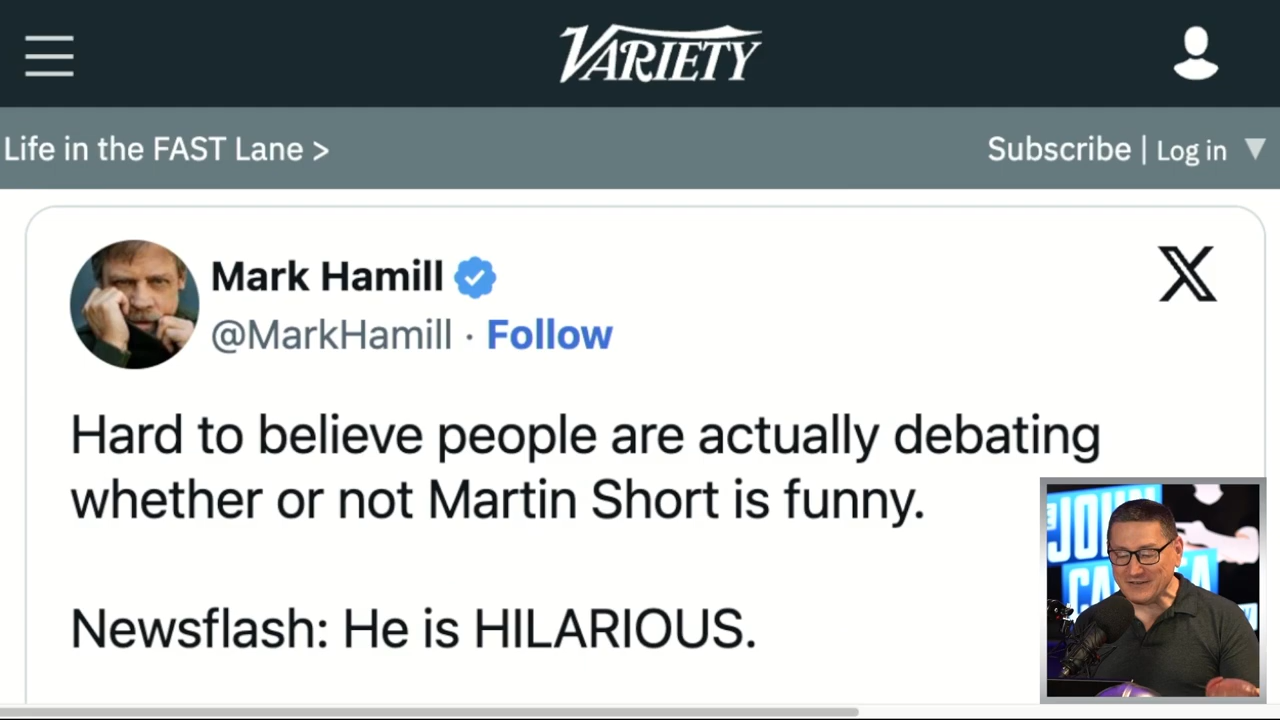 VARIETY
Life in the FAST Lane >
Subscribe | Log in ▼
Mark Hamill
X
@MarkHamill · Follow
Hard to believe people are actually debating
whether or not Martin Short is funny.
Newsflash: He is HILARIOUS.